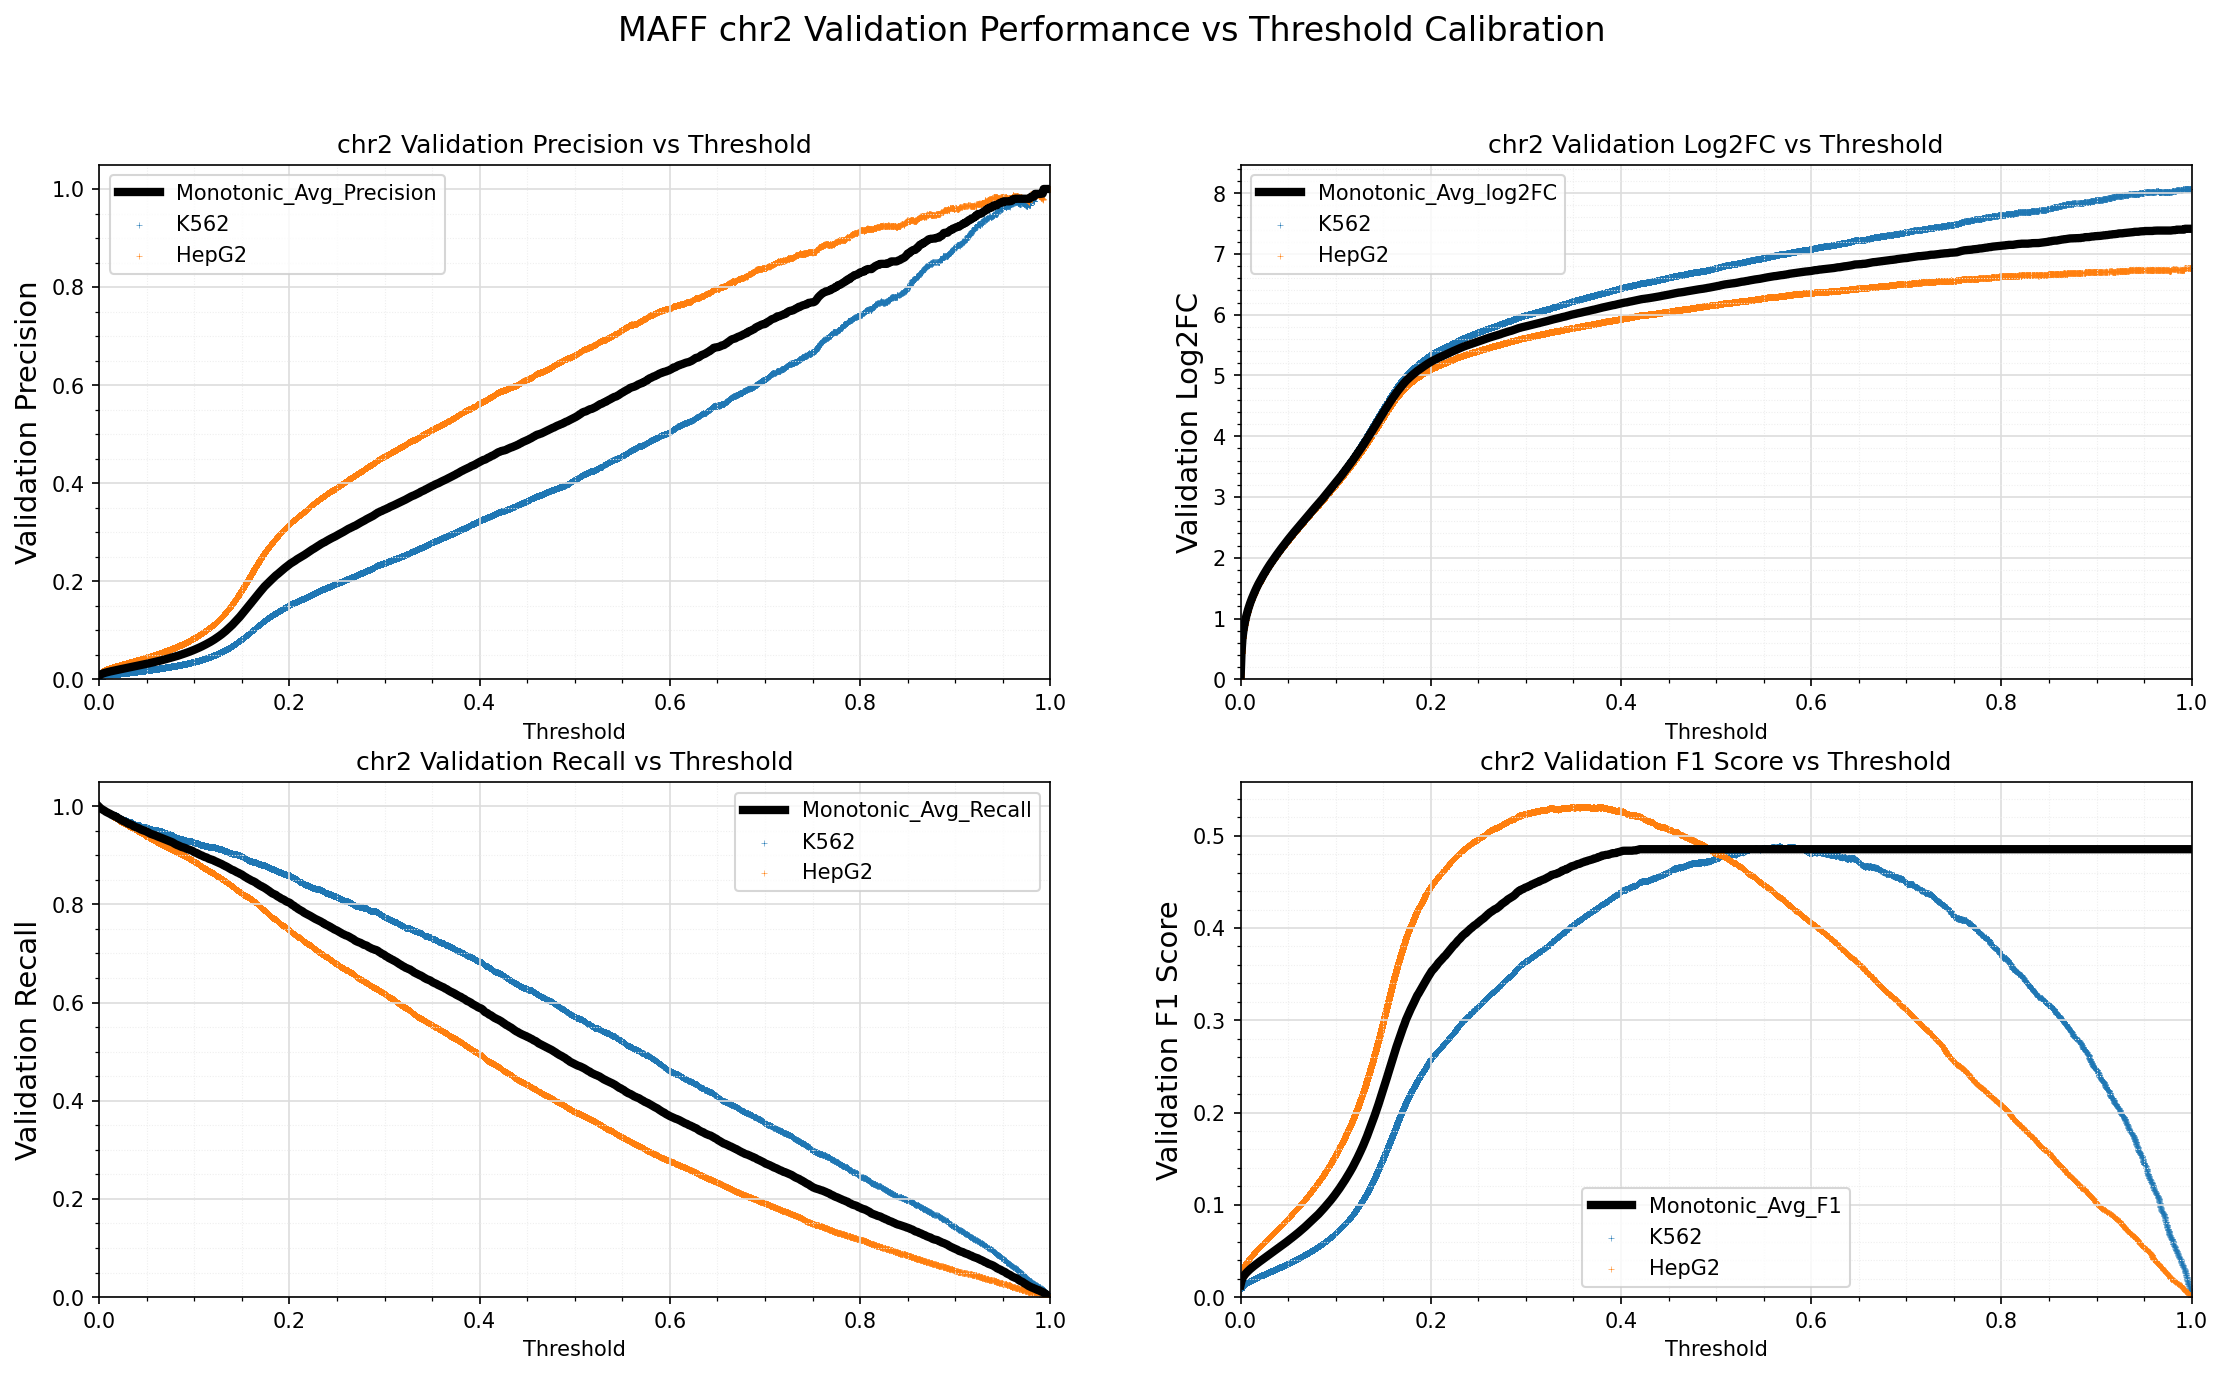 MAFF chr2 Validation Performance vs Threshold Calibration
chr2 Validation Precision vs Threshold
Validation Precision
1.0
0.8
0.6
0.4
0.2
0.0
Monotonic_Avg_Precision
K562
HepG2
0.0 0.2 0.4 0.6 0.8 1.0
Threshold
chr2 Validation Log2FC vs Threshold
Validation Log2FC
8
7
6
5
4
3
2
1
0
Monotonic_Avg_log2FC
K562
HepG2
0.0 0.2 0.4 0.6 0.8 1.0
Threshold
chr2 Validation Recall vs Threshold
Validation Recall
1.0
0.8
0.6
0.4
0.2
0.0
Monotonic_Avg_Recall
K562
HepG2
0.0 0.2 0.4 0.6 0.8 1.0
Threshold
chr2 Validation F1 Score vs Threshold
Validation F1 Score
0.5
0.4
0.3
0.2
0.1
0.0
Monotonic_Avg_F1
K562
HepG2
0.0 0.2 0.4 0.6 0.8 1.0
Threshold